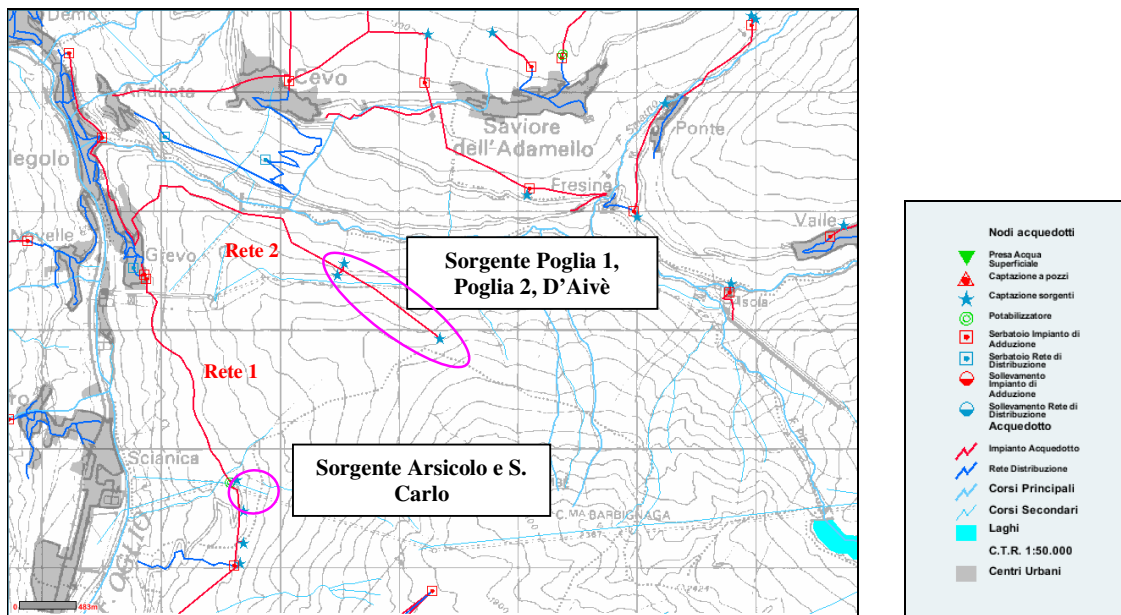 Demo
Andrista
Cevo
Saviore
dell'Adamello
Ponte
Fresine
Valle
Novelle
Grevo
Isola
Rete 2
Sorgente Poglia 1,
Poglia 2, D'Aivè
Rete 1
Scianica
Sorgente Arsicolo e S.
Carlo
C. MA BARBIGNAGA
OGLIO
0 483m
Nodi acquedotti
Presa Acqua
Superficiale
Captazione a pozzi
Captazione sorgenti
Potabilizzatore
Serbatoio Impianto di
Adduzione
Serbatoio Rete di
Distribuzione
Sollevamento
Impianto di
Adduzione
Sollevamento Rete di
Distribuzione
Acquedotto
Impianto Acquedotto
Rete Distribuzione
Corsi Principali
Corsi Secondari
Laghi
C.T.R. 1:50.000
Centri Urbani